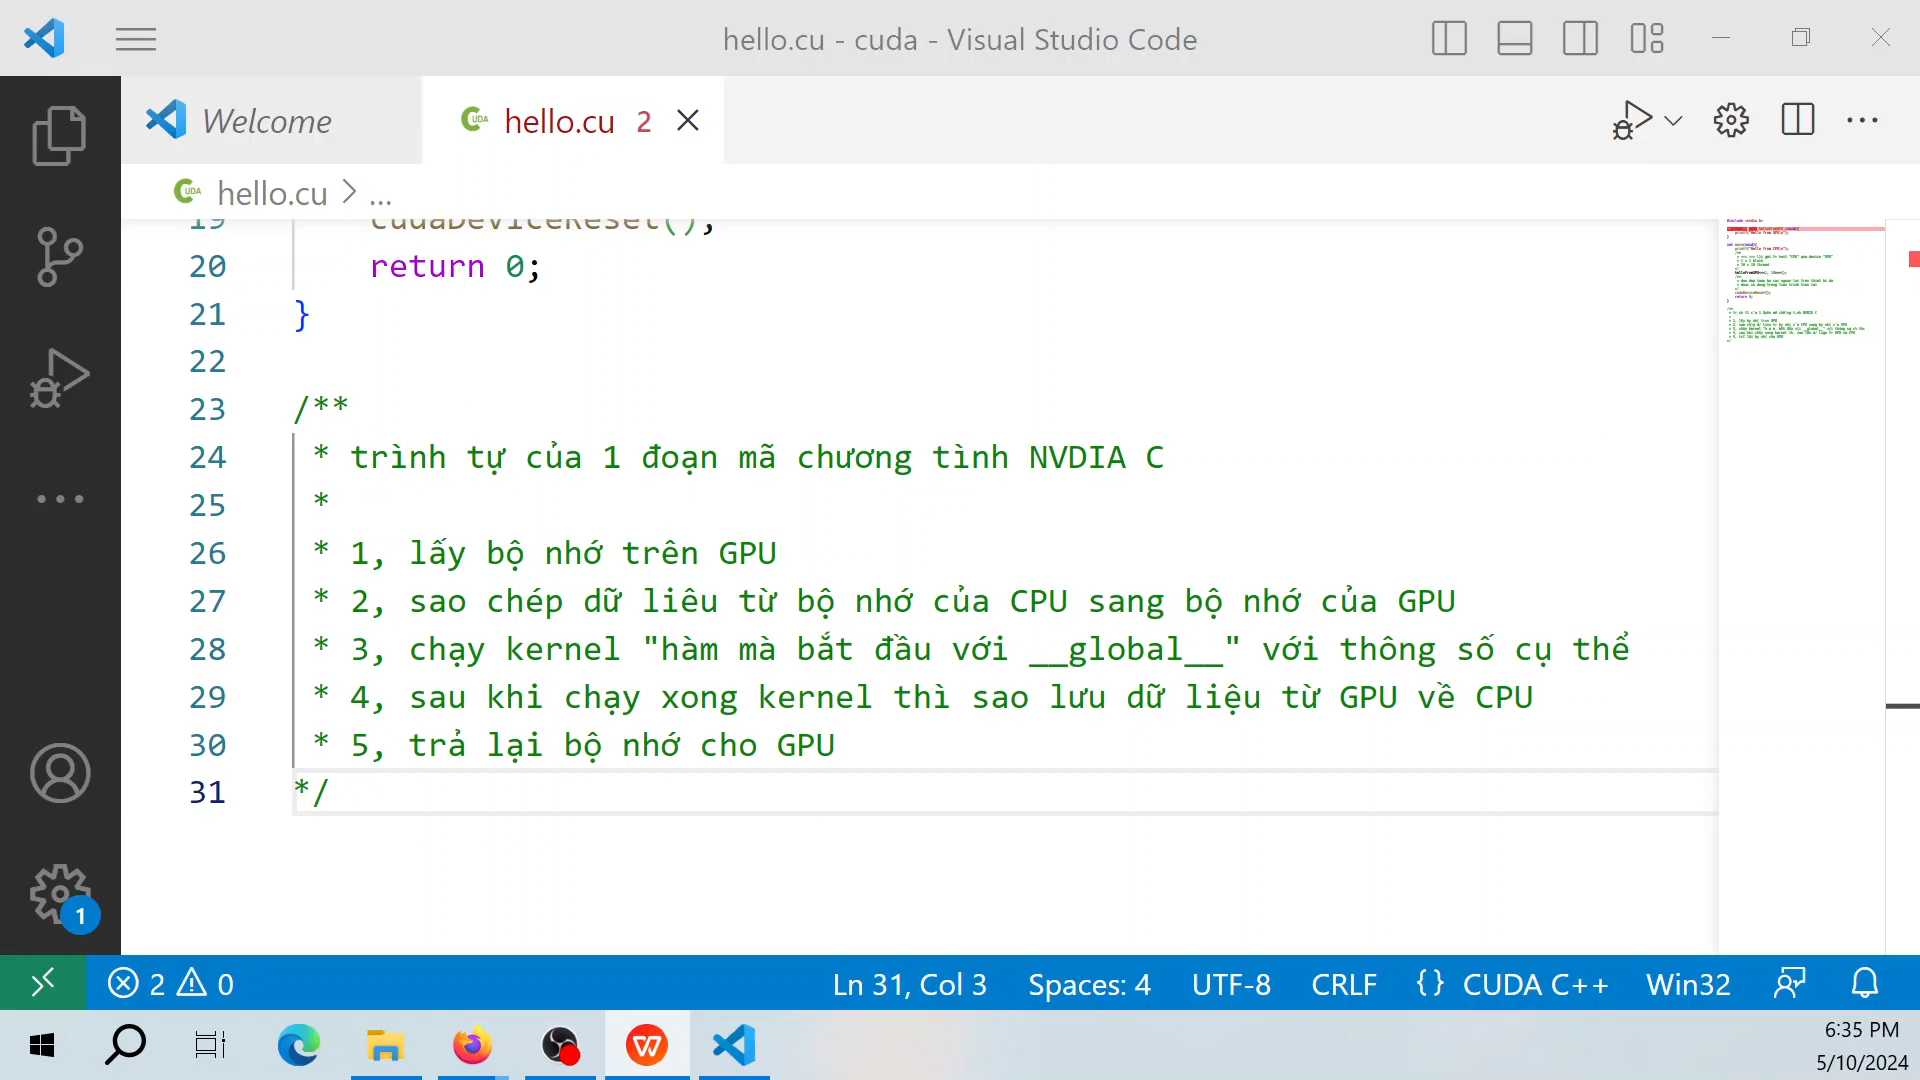 hello.cu - cuda - Visual Studio Code
Welcome
hello.cu 2
hello.cu > ...
19 cudaDeviceReset();
20 return 0;
21 }
22
23 /**
24 * trình tự của 1 đoạn mã chương tình NVDIA C
25 *
26 * 1, lấy bộ nhớ trên GPU
27 * 2, sao chép dữ liêu từ bộ nhớ của CPU sang bộ nhớ của GPU
28 * 3, chạy kernel "hàm mà bắt đầu với __global__" với thông số cụ thể
29 * 4, sau khi chạy xong kernel thì sao lưu dữ liệu từ GPU về CPU
30 * 5, trả lại bộ nhớ cho GPU
31 */
1
2 0 Ln 31, Col 3 Spaces: 4 UTF-8 CRLF {} CUDA C++ Win32
6:35 PM
5/10/2024